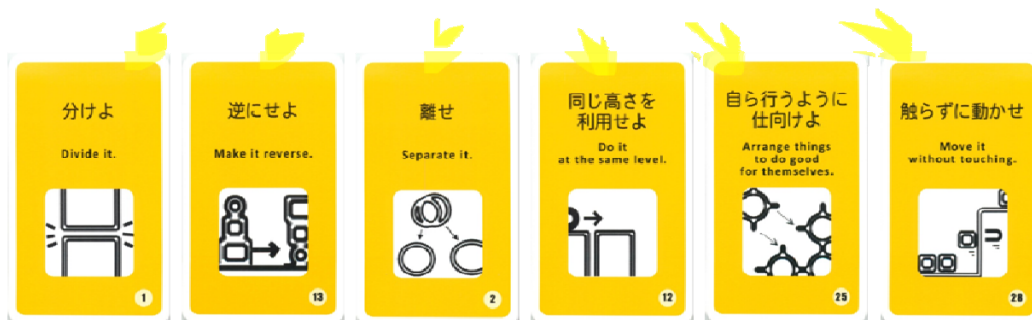 分けよ
Divide it.
1
逆にせよ
Make it reverse.
13
離せ
Separate it.
2
同じ高さを
利用せよ
Do it
at the same level.
12
自ら行うように
仕向けよ
Arrange things
to do good
for themselves.
25
触らずに動かせ
Move it
without touching.
28